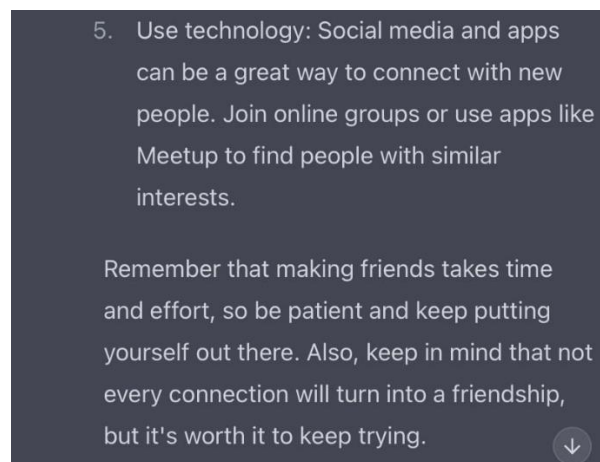 5. Use technology: Social media and apps
can be a great way to connect with new
people. Join online groups or use apps like
Meetup to find people with similar
interests.
Remember that making friends takes time
and effort, so be patient and keep putting
yourself out there. Also, keep in mind that not
every connection will turn into a friendship,
but it's worth it to keep trying.